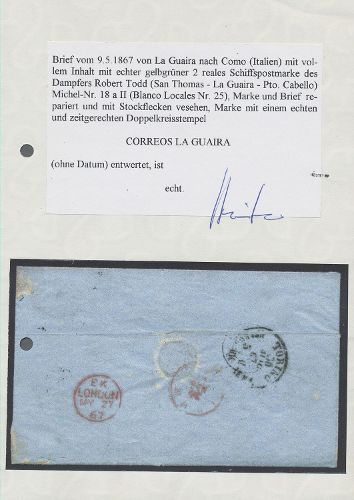 Brief vom 9.5.1867 von La Guaira nach Como (Italien) mit vol-
lem Inhalt mit echter gelbgrüner 2 reales Schiffspostmarke des
Dampfers Robert Todd (San Thomas - La Guaira - Pto. Cabello)
Michel-Nr. 18 a II (Blanco Locales Nr. 25), Marke und Brief re-
pariert und mit Stockflecken vesehen, Marke mit einem echten
und zeitgerechten Doppelkreisstempel
CORREOS LA GUAIRA
(ohne Datum) entwertet, ist
echt.
EK
LONDON
MY 27
67
TORINO